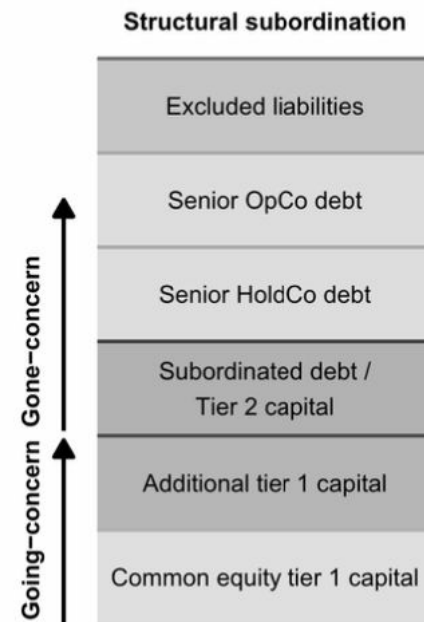 Structural subordination
Excluded liabilities
Senior OpCo debt
Senior HoldCo debt
Subordinated debt /
Tier 2 capital
Additional tier 1 capital
Common equity tier 1 capital
Gone−concern
Going−concern